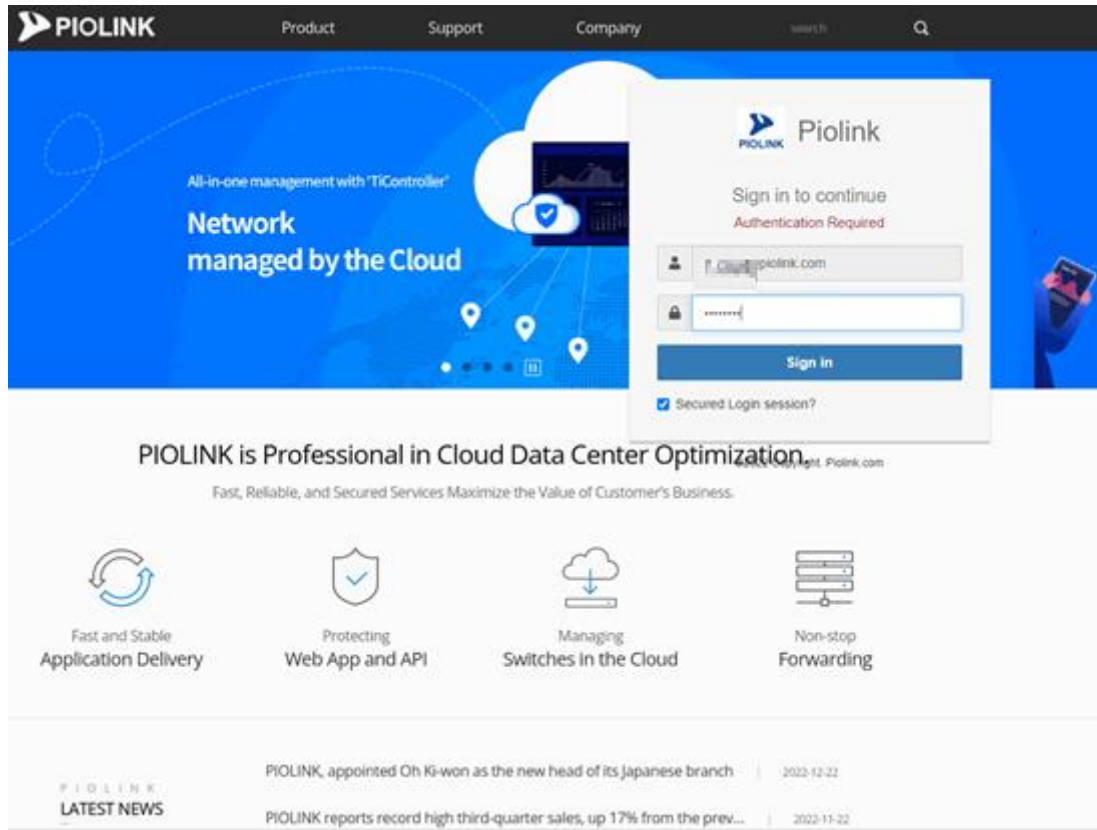 PIOLINK
Product Support Company search
PIOLINK Piolink
Sign in to continue
Authentication Required
piolink.com
Sign in
Secured Login session?
Copyright. Piolink.com
All-in-one management with 'TiController'
Network
managed by the Cloud
PIOLINK is Professional in Cloud Data Center Optimization.
Fast, Reliable, and Secured Services Maximize the Value of Customer's Business.
Fast and Stable
Application Delivery
Protecting
Web App and API
Managing
Switches in the Cloud
Non-stop
Forwarding
PIOLINK
LATEST NEWS
PIOLINK, appointed Oh Ki-won as the new head of its Japanese branch 2022-12-22
PIOLINK reports record high third-quarter sales, up 17% from the prev... 2022-11-22